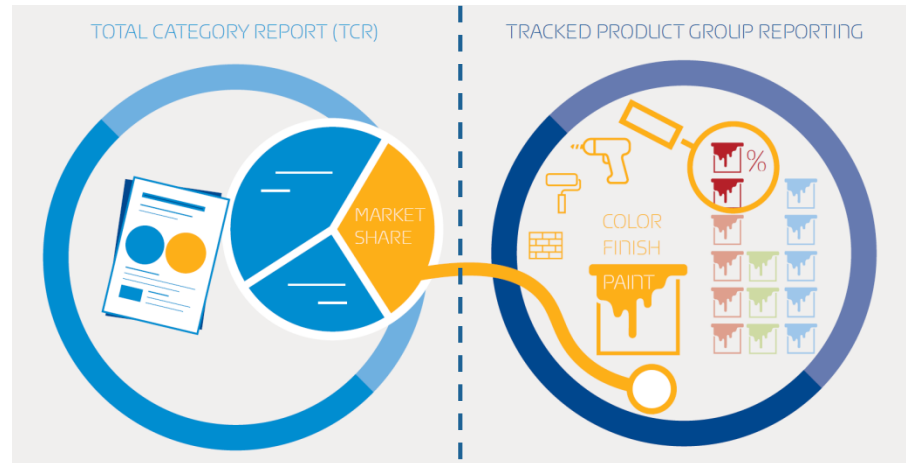 TOTAL CATEGORY REPORT (TCR)
MARKET
SHARE
TRACKED PRODUCT GROUP REPORTING
%
COLOR
FINISH
PAINT